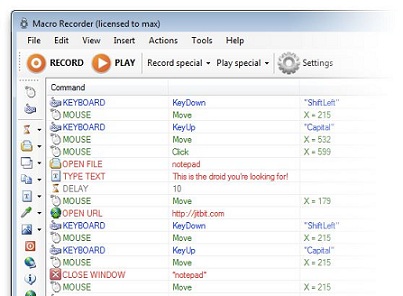 Macro Recorder (licensed to max)
File Edit View Insert Actions Tools Help
RECORD PLAY Record special Play special Settings
Command
KEYBOARD KeyDown "ShiftLeft"
MOUSE Move X = 215
KEYBOARD KeyUp "Capital"
MOUSE Move X = 532
MOUSE Click X = 599
OPEN FILE notepad
TYPE TEXT This is the droid you're looking for!
DELAY 10
MOUSE Move X = 179
OPEN URL http://jitbit.com
KEYBOARD KeyDown "ShiftLeft"
MOUSE Move X = 215
KEYBOARD KeyUp "Capital"
MOUSE Move X = 215
CLOSE WINDOW "notepad"
MOUSE Move X = 215